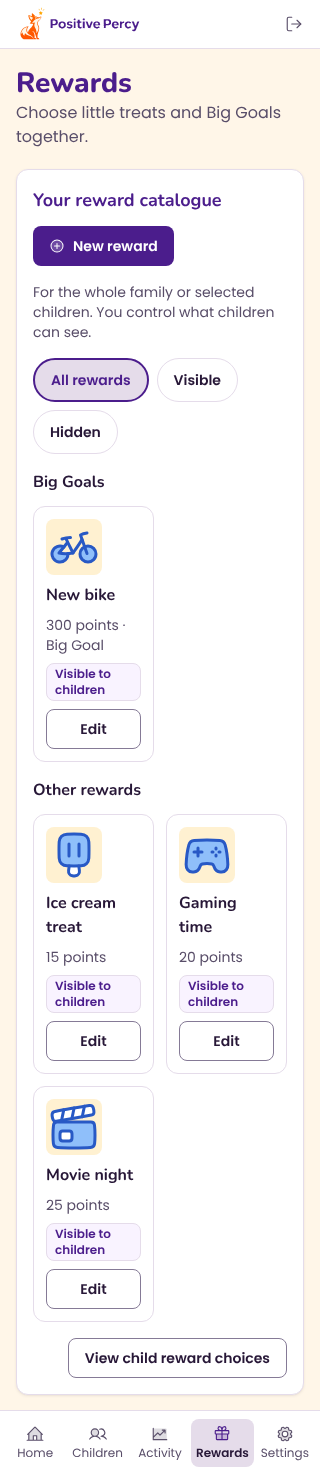 Positive Percy
Rewards
Choose little treats and Big Goals
together.
Your reward catalogue
New reward
For the whole family or selected
children. You control what children
can see.
All rewards
Visible
Hidden
Big Goals
New bike
300 points ·
Big Goal
Visible to
children
Edit
Other rewards
Ice cream
treat
15 points
Visible to
children
Edit
Gaming
time
20 points
Visible to
children
Edit
Movie night
25 points
Visible to
children
Edit
View child reward choices
Home
Children
Activity
Rewards
Settings